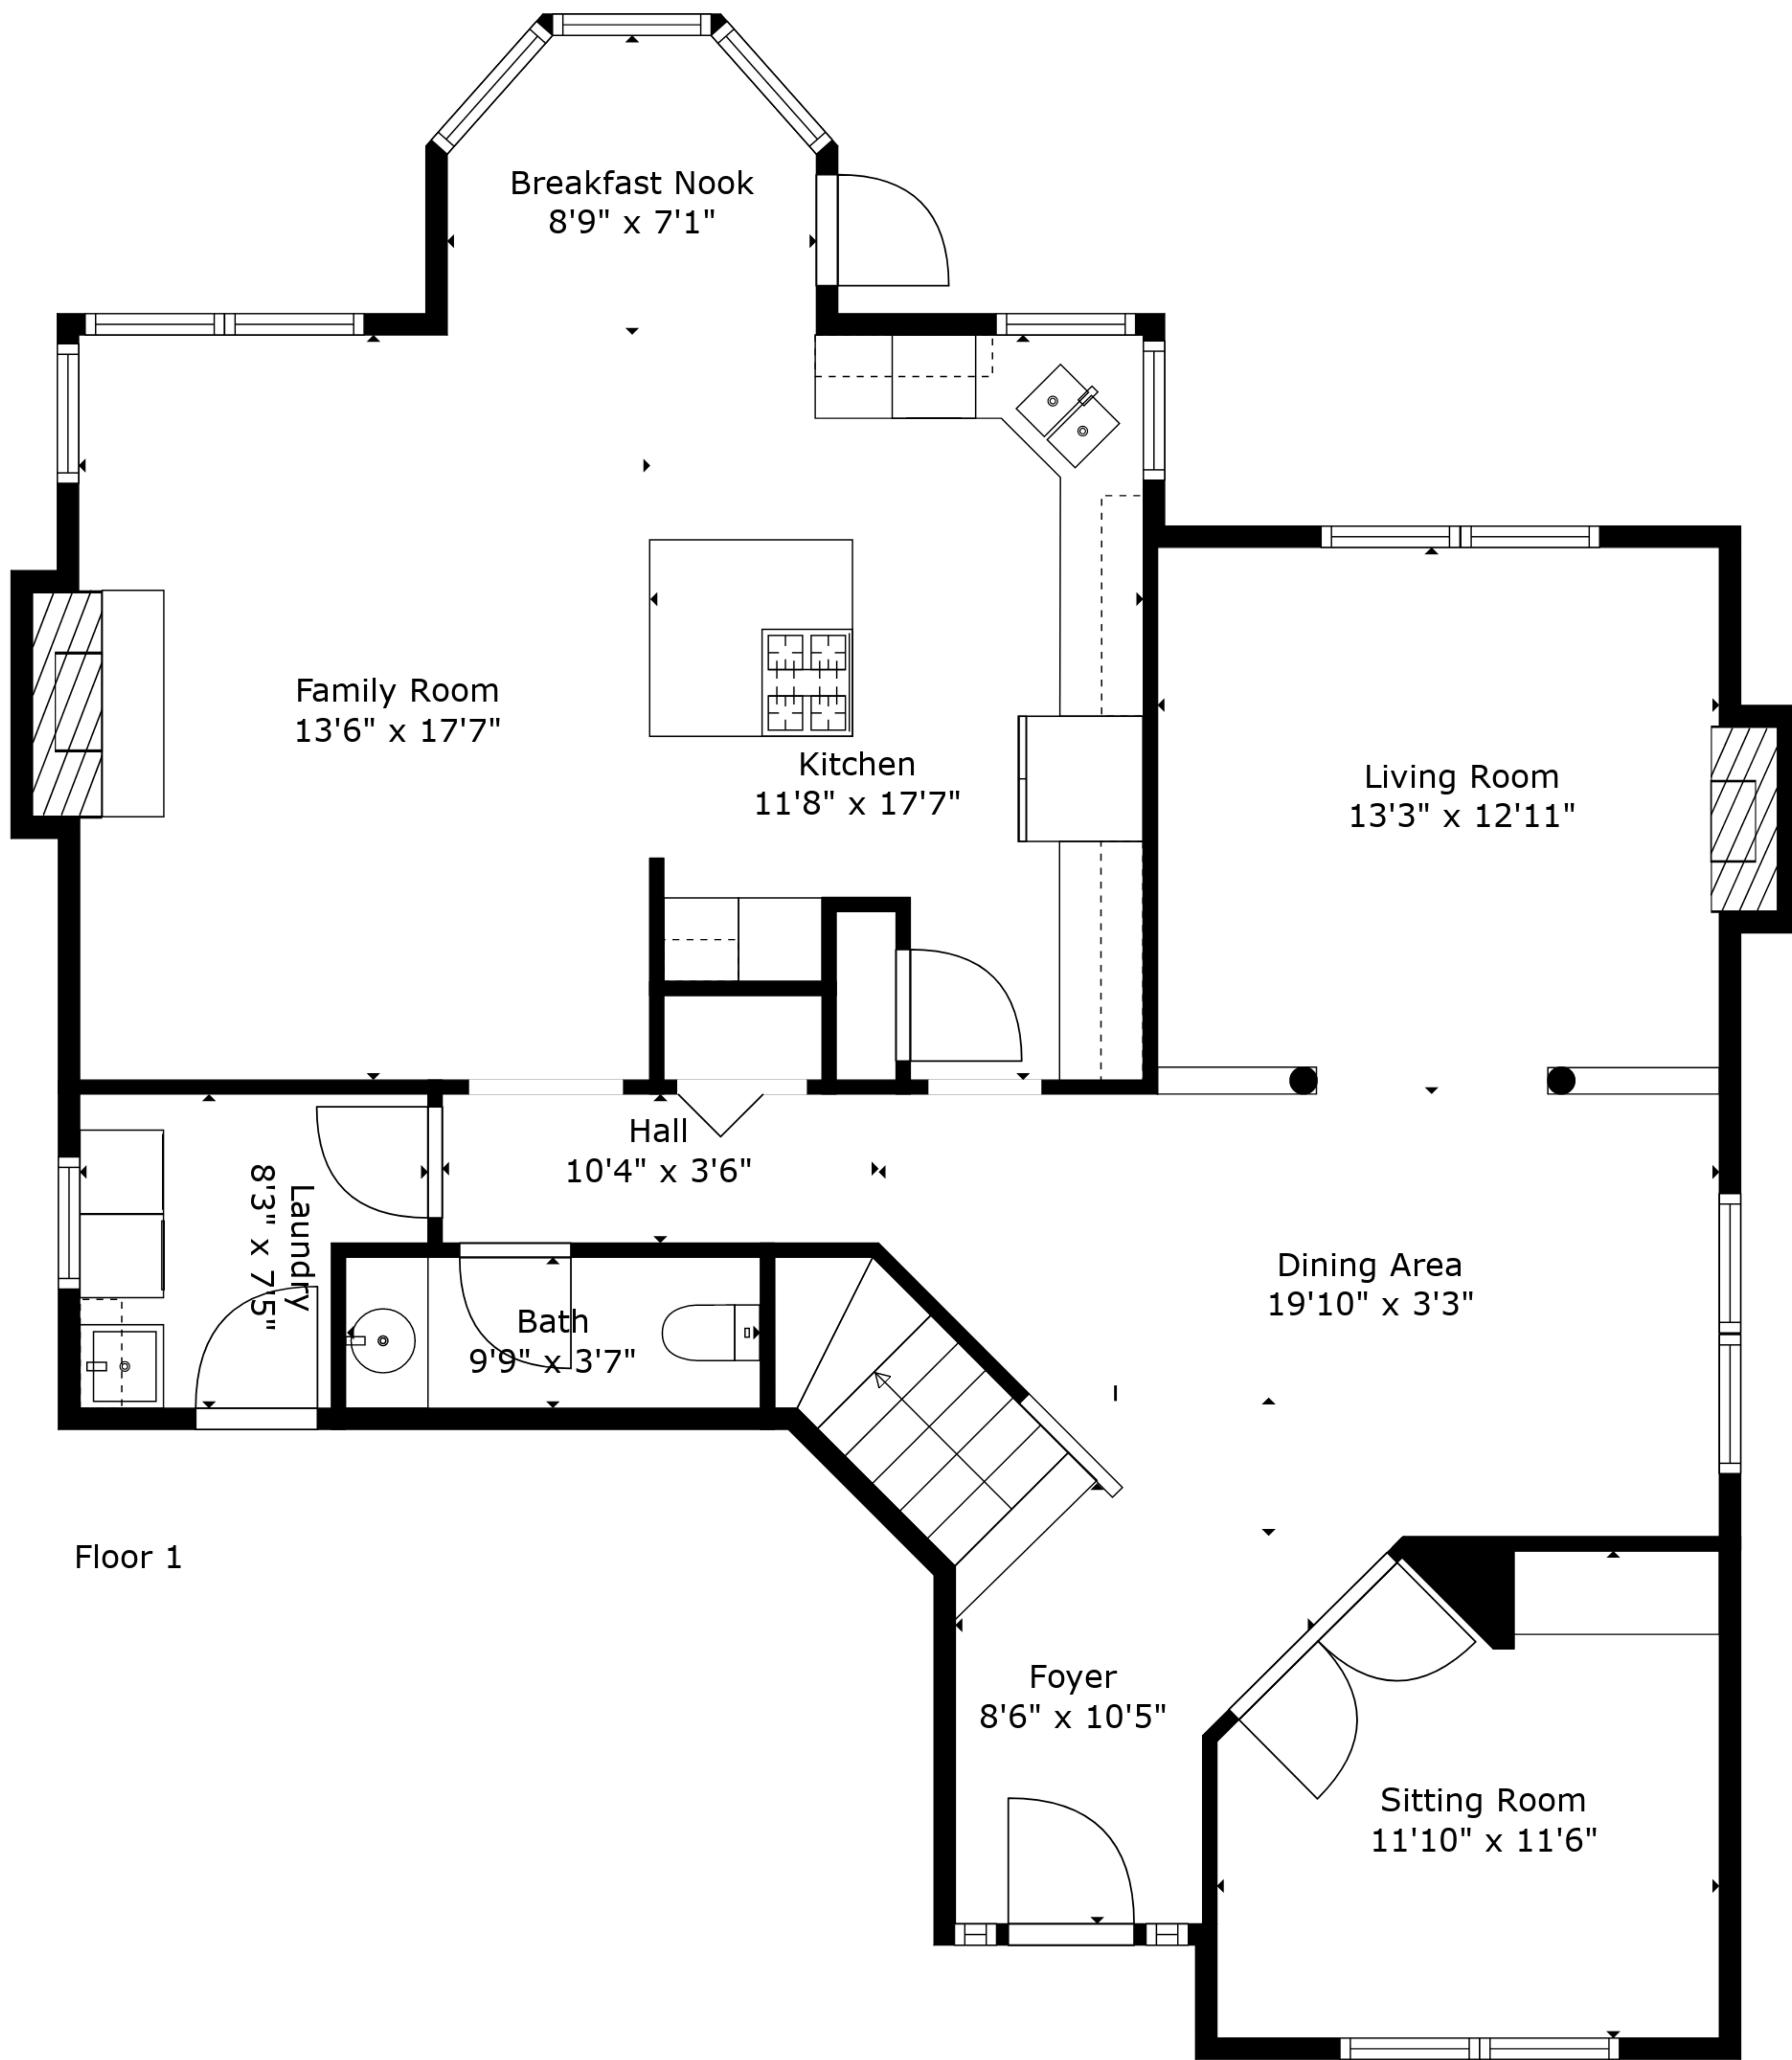 Breakfast Nook
8'9" x 7'1"
Family Room
13'6" x 17'7"
Kitchen
11'8" x 17'7"
Living Room
13'3" x 12'11"
Hall
10'4" x 3'6"
Laundry
8'3" x 7'5"
Bath
9'9" x 3'7"
Dining Area
19'10" x 3'3"
Floor 1
Foyer
8'6" x 10'5"
Sitting Room
11'10" x 11'6"